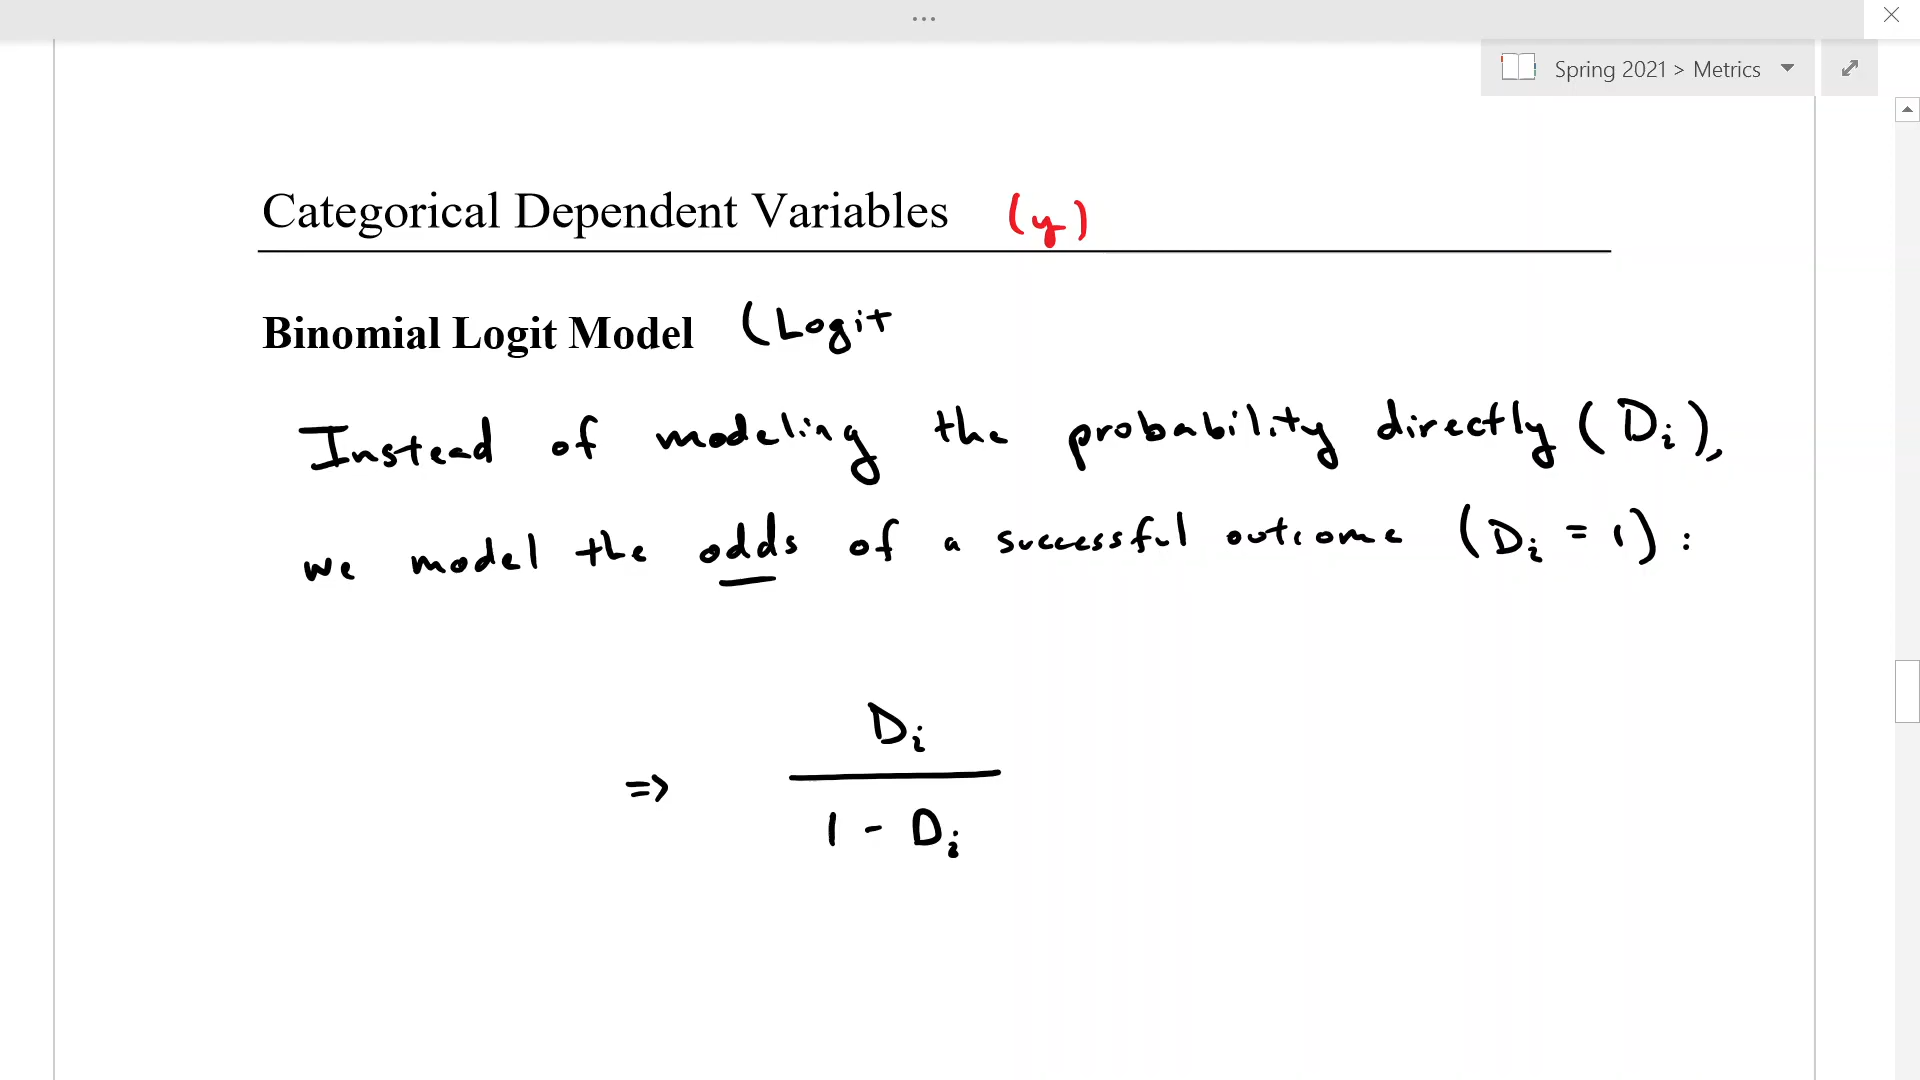 ...
Spring 2021 > Metrics
Categorical Dependent Variables (y)
Binomial Logit Model (Logit
Instead of modeling the probability directly (Dᵢ),
we model the odds of a successful outcome (Dᵢ = 1) :
=> Dᵢ / 1 - Dᵢ